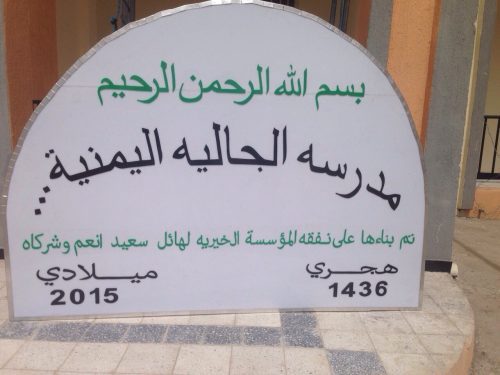 بسم الله الرحمن الرحيم
مدرسه الجاليه اليمنية...
تم بناءها على نفقه المؤسسة الخيريه لهائل سعيد انعم وشركاه
هجري ميلادي
1436 2015